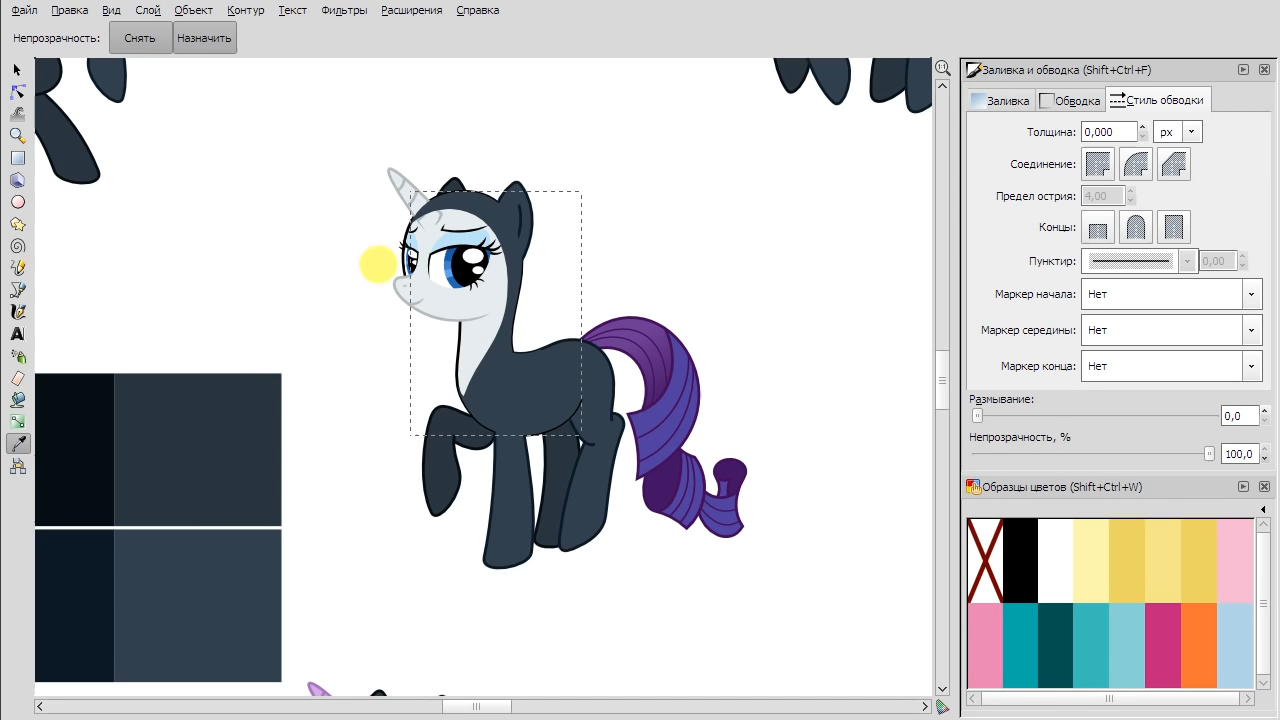 Файл Правка Вид Слой Объект Контур Текст Фильтры Расширения Справка
Непрозрачность: Снять Назначить
Заливка и обводка (Shift+Ctrl+F)
Заливка Обводка Стиль обводки
Толщина: 0,000 px
Соединение:
Предел острия: 4,00
Концы:
Пунктир: 0,00
Маркер начала: Нет
Маркер середины: Нет
Маркер конца: Нет
Размывание:
0,0
Непрозрачность, %
100,0
Образцы цветов (Shift+Ctrl+W)